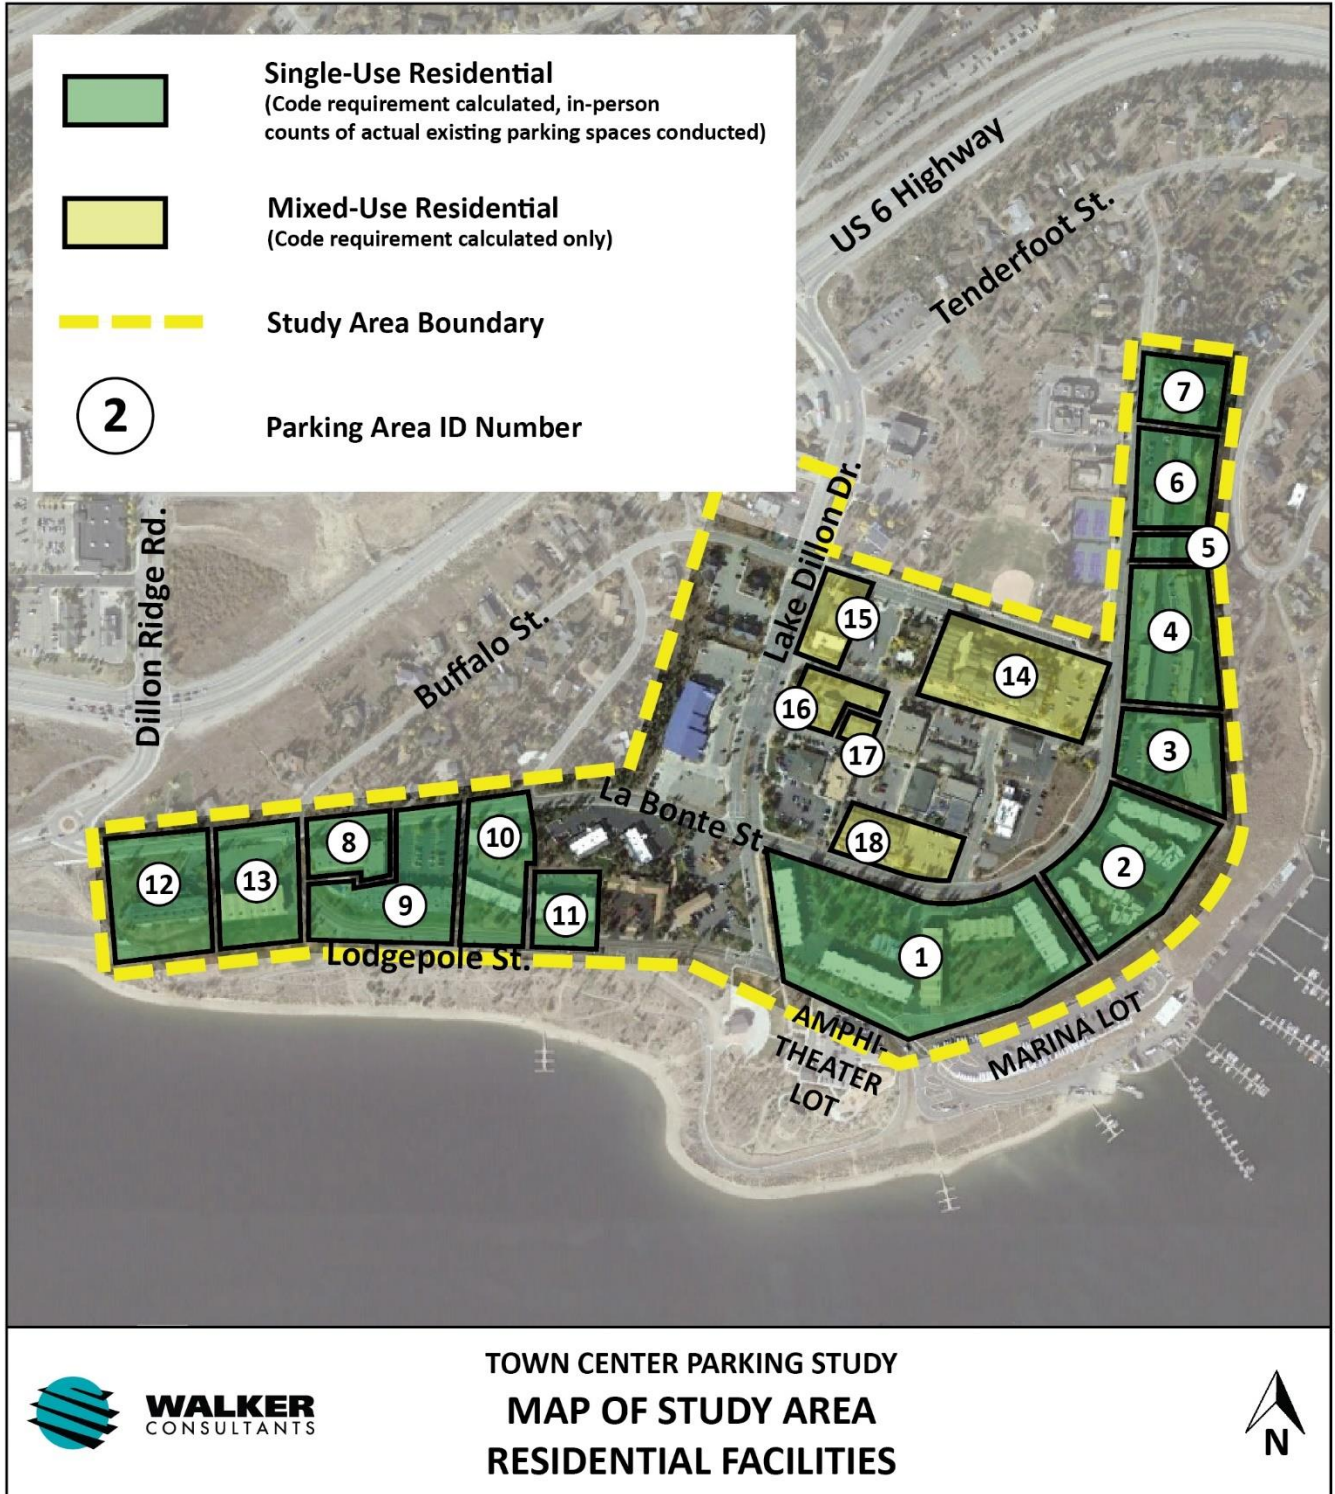 Single-Use Residential
(Code requirement calculated, in-person
counts of actual existing parking spaces conducted)
Mixed-Use Residential
(Code requirement calculated only)
Study Area Boundary
2
Parking Area ID Number
US 6 Highway
Tenderfoot St.
Lake Dillon Dr.
Dillon Ridge Rd.
Buffalo St.
La Bonte St.
Lodgepole St.
7
6
5
4
3
2
1
15
14
16
17
18
8
10
12
13
9
11
AMPHI-
THEATER
LOT
MARINA LOT
WALKER
CONSULTANTS
TOWN CENTER PARKING STUDY
MAP OF STUDY AREA
RESIDENTIAL FACILITIES
N